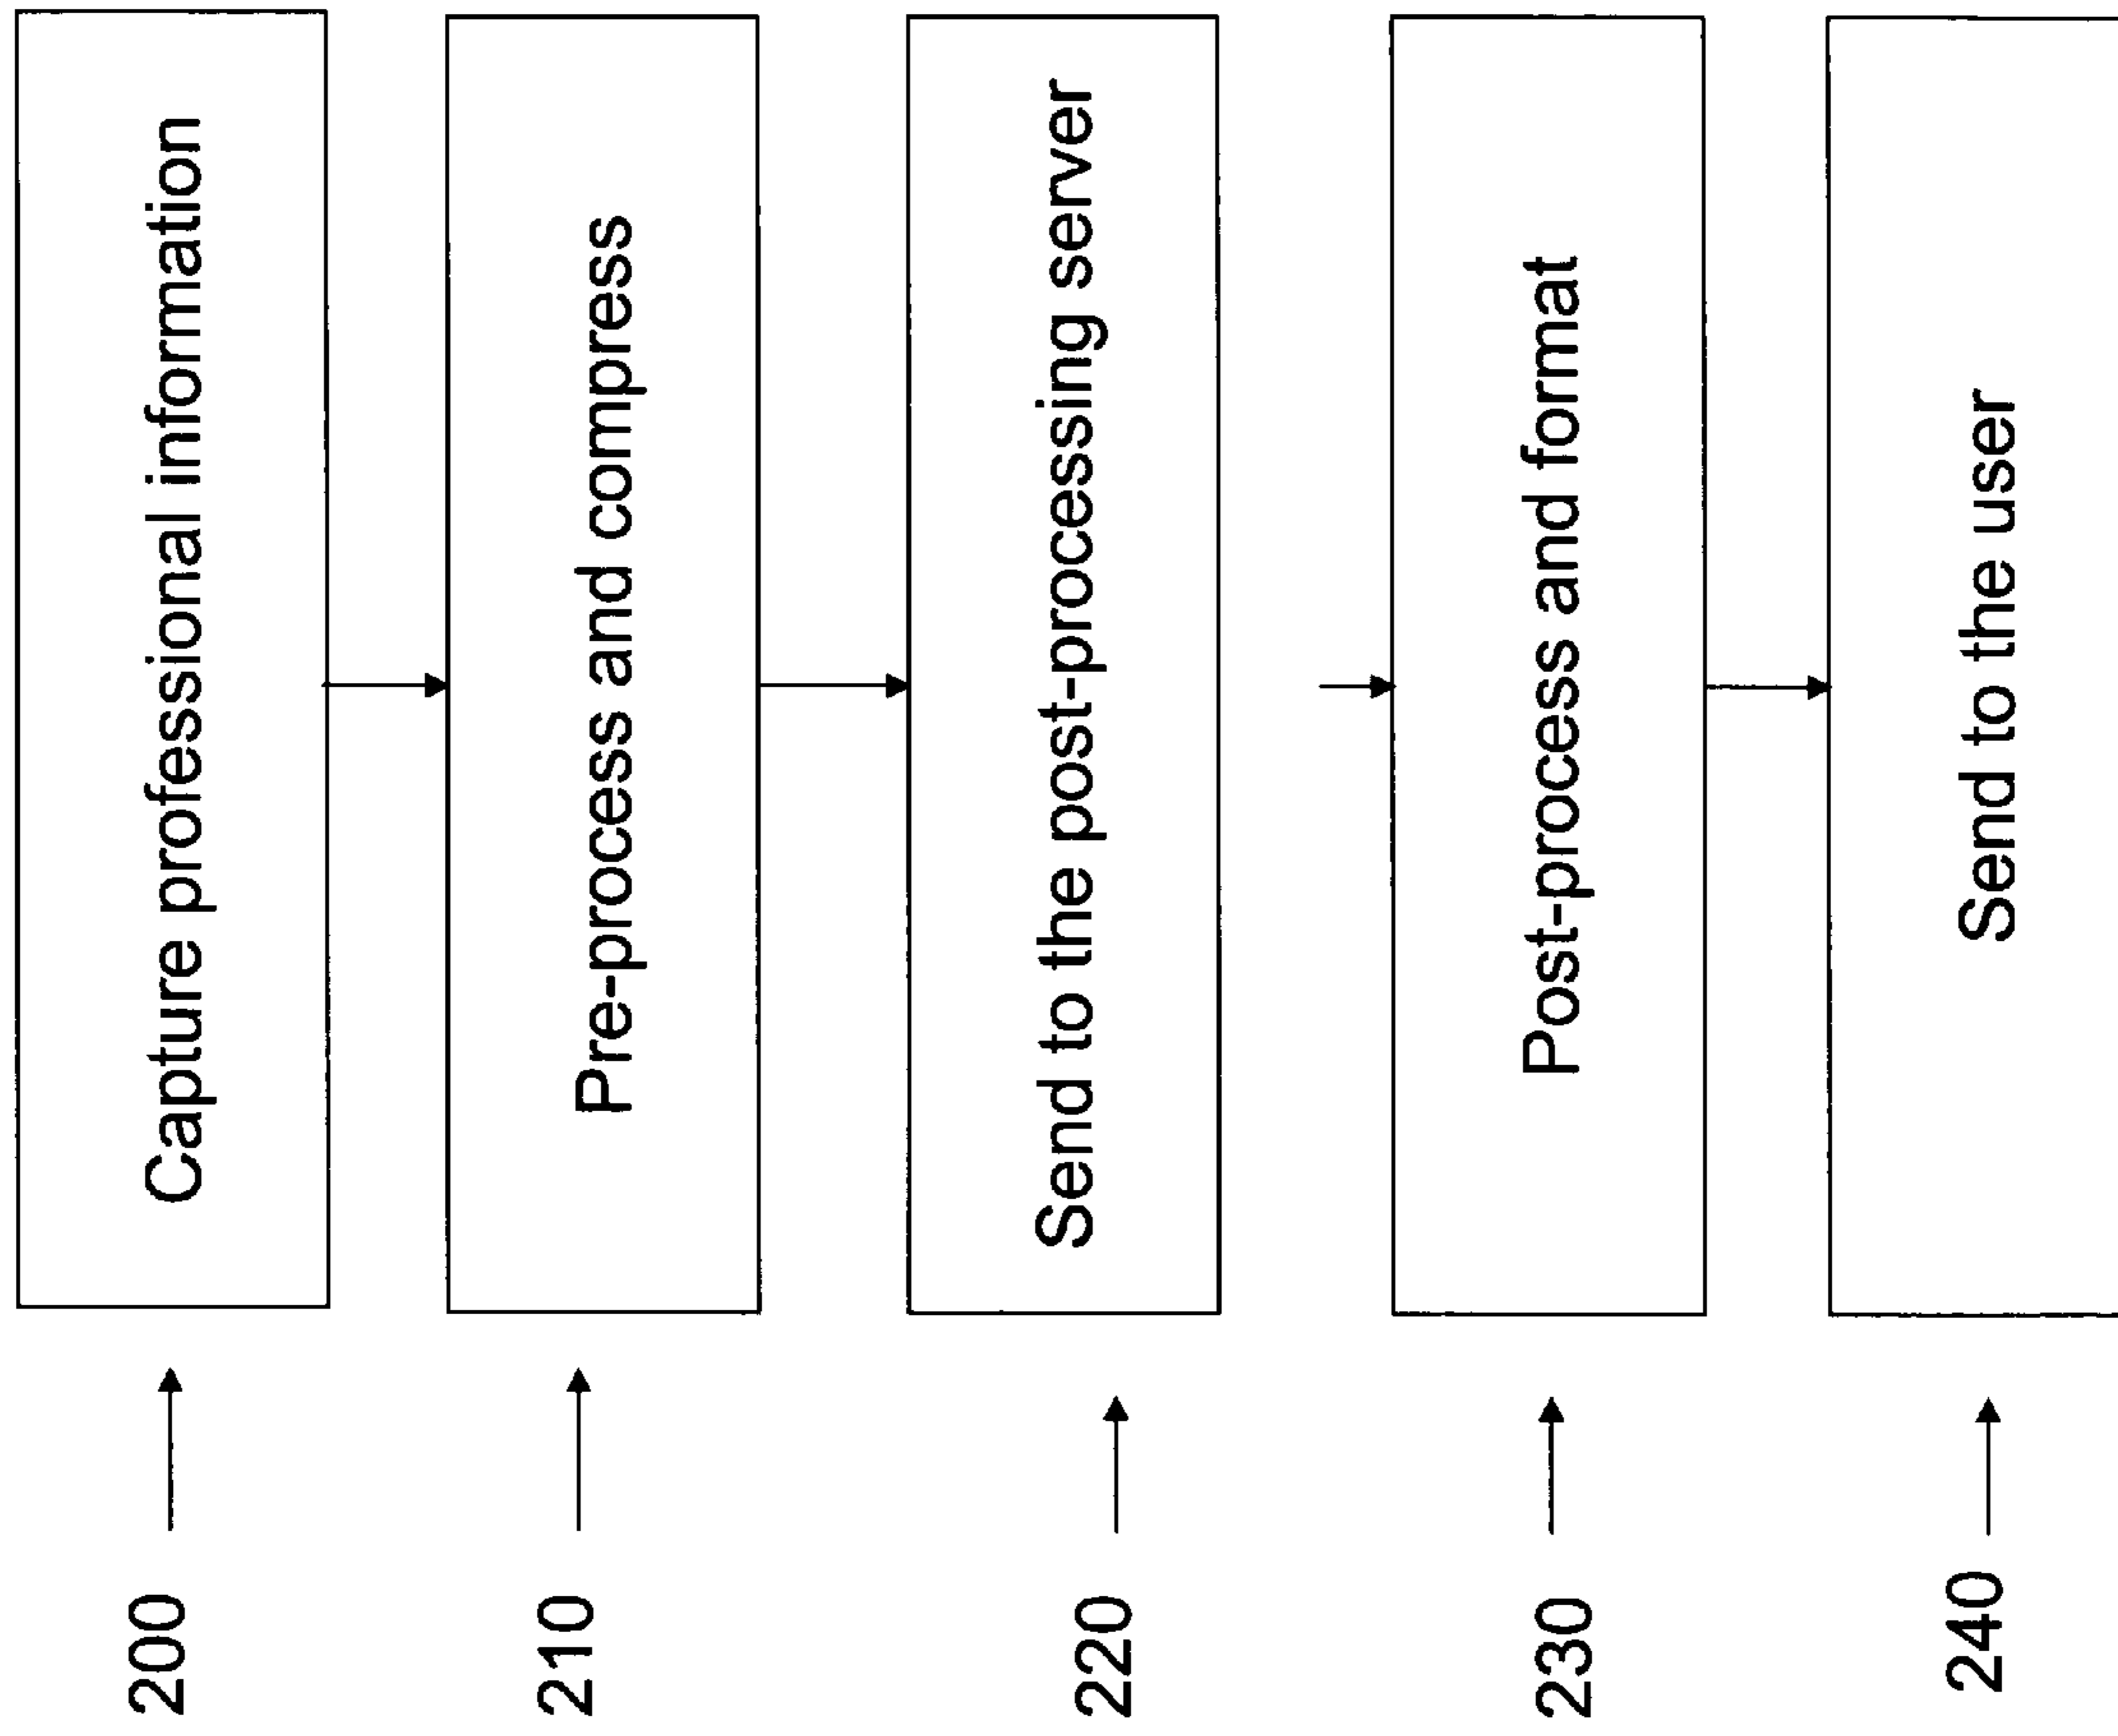 200
Capture professional information
210
Pre-process and compress
220
Send to the post-processing server
230
Post-process and format
240
Send to the user